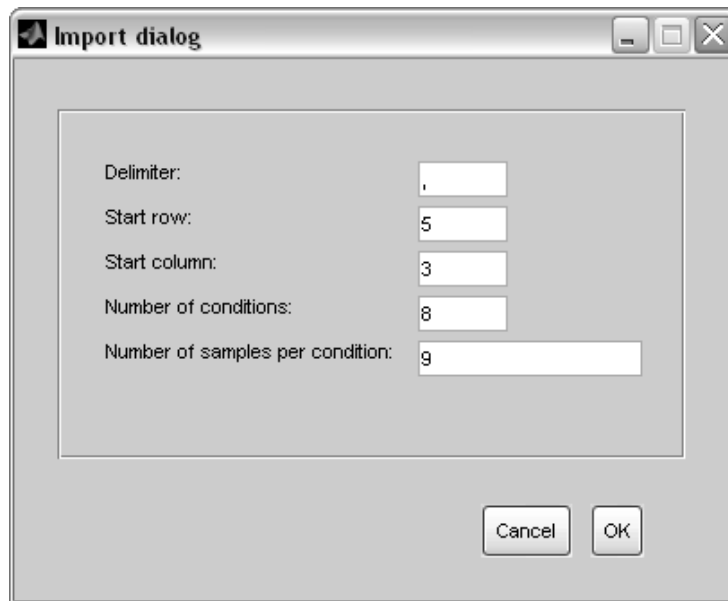 Import dialog
Delimiter: ,
Start row: 5
Start column: 3
Number of conditions: 8
Number of samples per condition: 9
Cancel OK